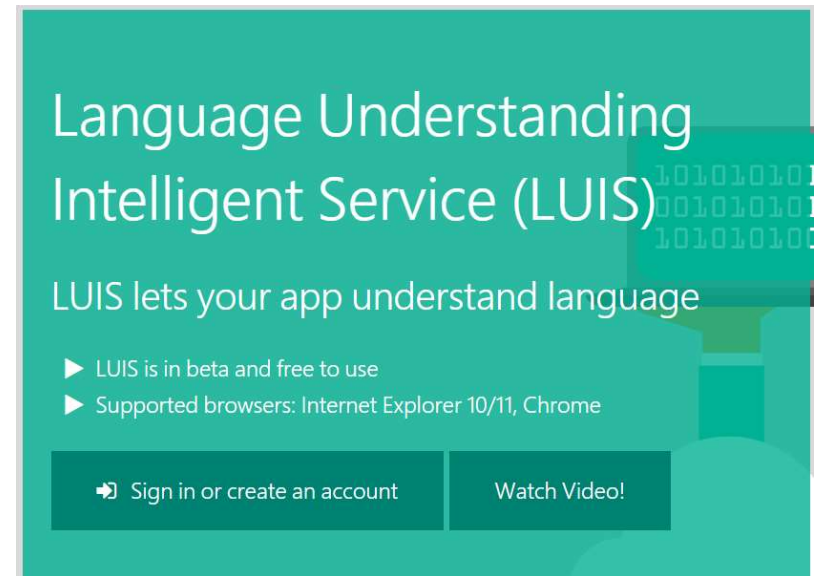 Language Understanding
Intelligent Service (LUIS)
LUIS lets your app understand language
LUIS is in beta and free to use
Supported browsers: Internet Explorer 10/11, Chrome
Sign in or create an account
Watch Video!